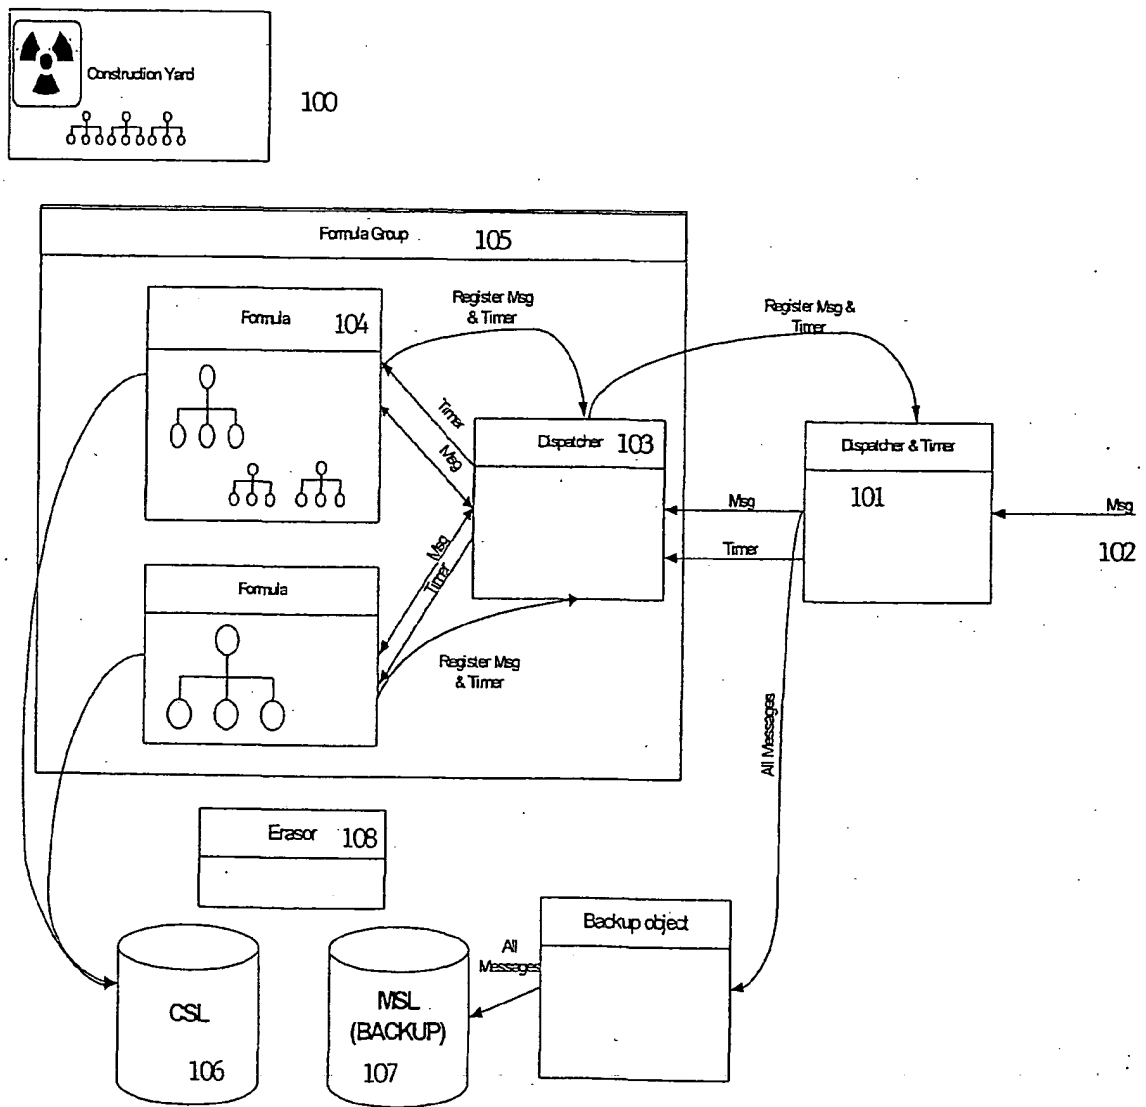 Construction Yard
100
Formula Group 105
Formula 104
Register Msg
& Timer
Register Msg &
Timer
Timer
Msg
Dispatcher 103
Dispatcher & Timer
101
Msg
Msg
102
Timer
Msg
Timer
Formula
Register Msg
& Timer
All Messages
Erasor 108
Backup object
All
Messages
CSL
106
MSL
(BACKUP)
107